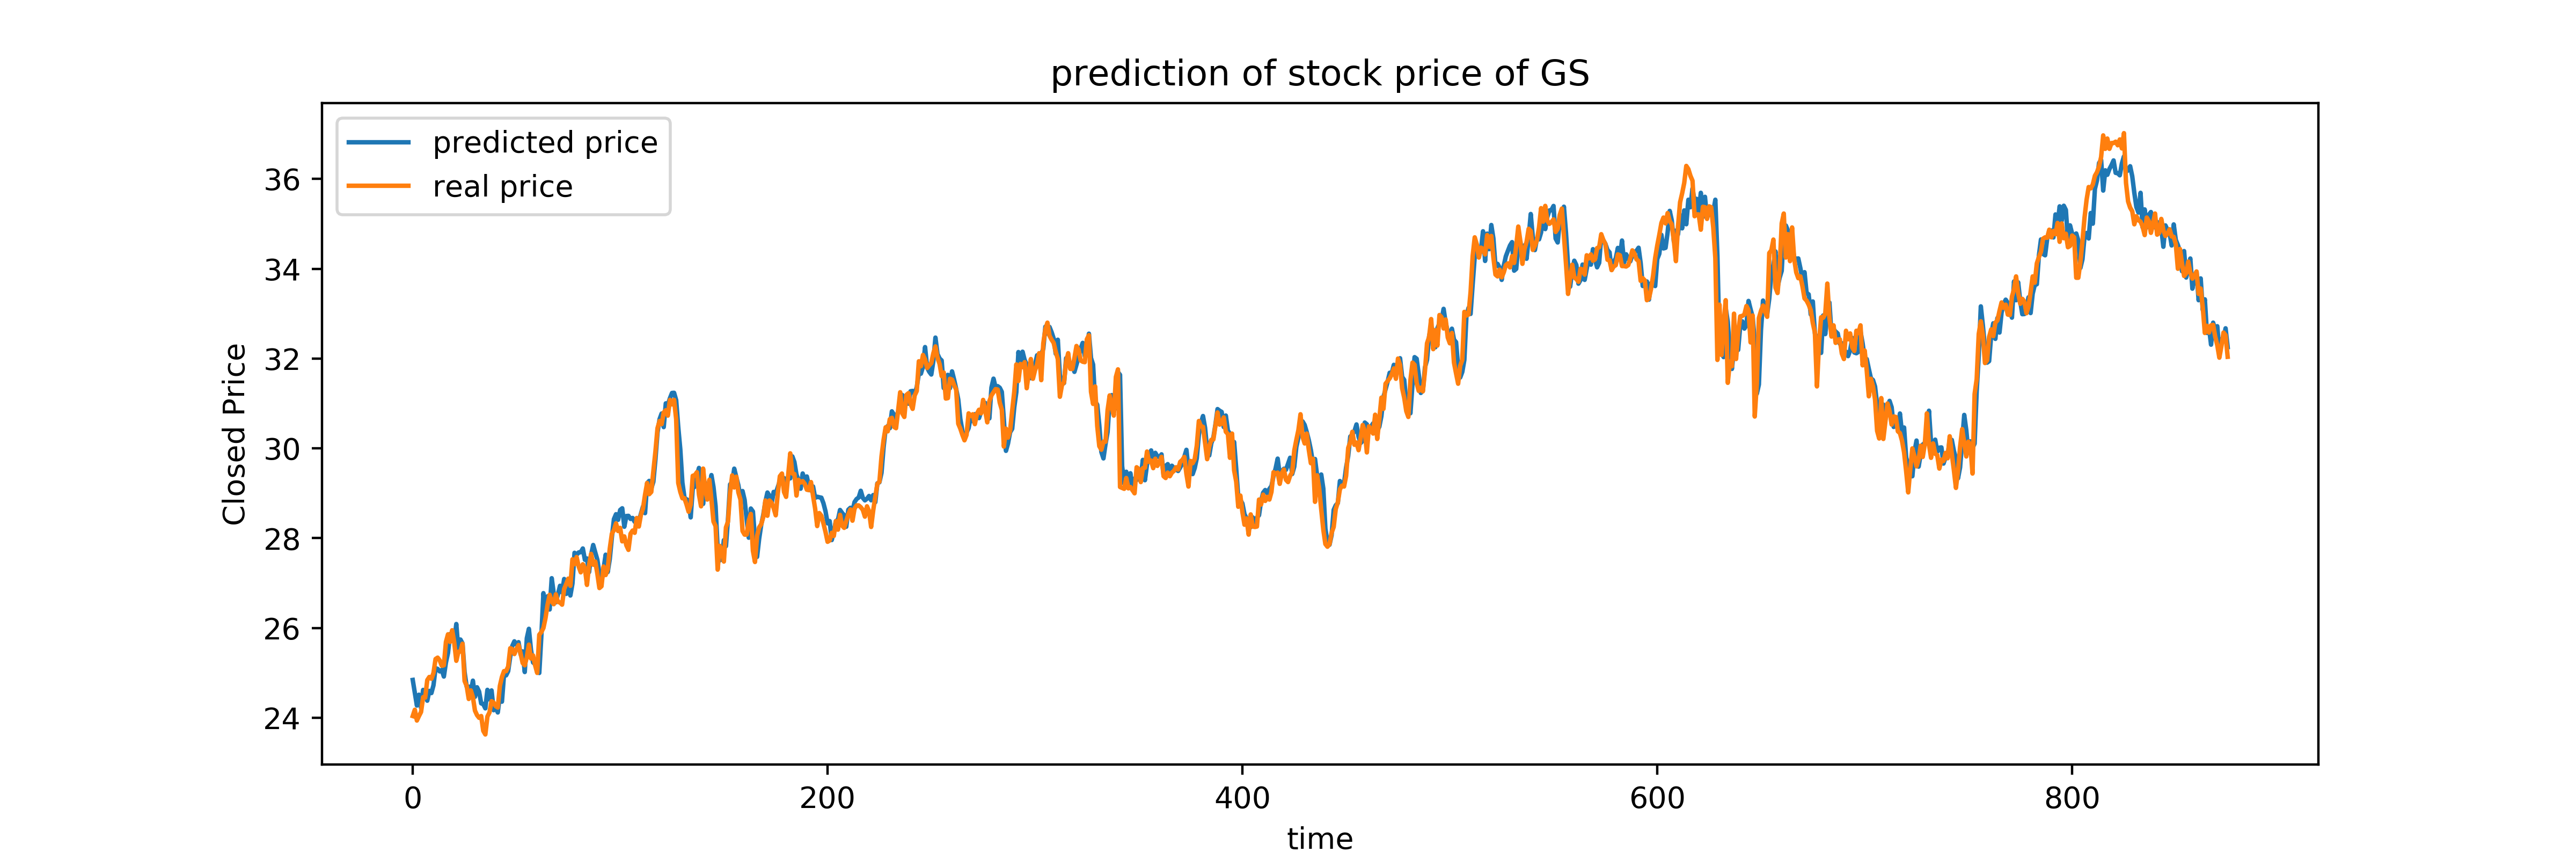 prediction of stock price of GS
predicted price
real price
Closed Price
36
34
32
30
28
26
24
0 200 400 600 800
time